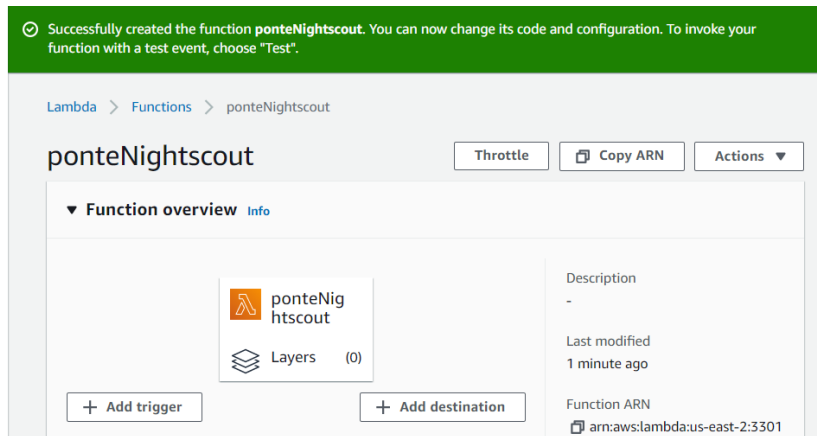 Successfully created the function ponteNightscout. You can now change its code and configuration. To invoke your
function with a test event, choose "Test".
Lambda > Functions > ponteNightscout
ponteNightscout
Throttle
Copy ARN
Actions ▼
▼ Function overview Info
ponteNig
htscout
Layers (0)
+ Add trigger
+ Add destination
Description
-
Last modified
1 minute ago
Function ARN
arn:aws:lambda:us-east-2:3301